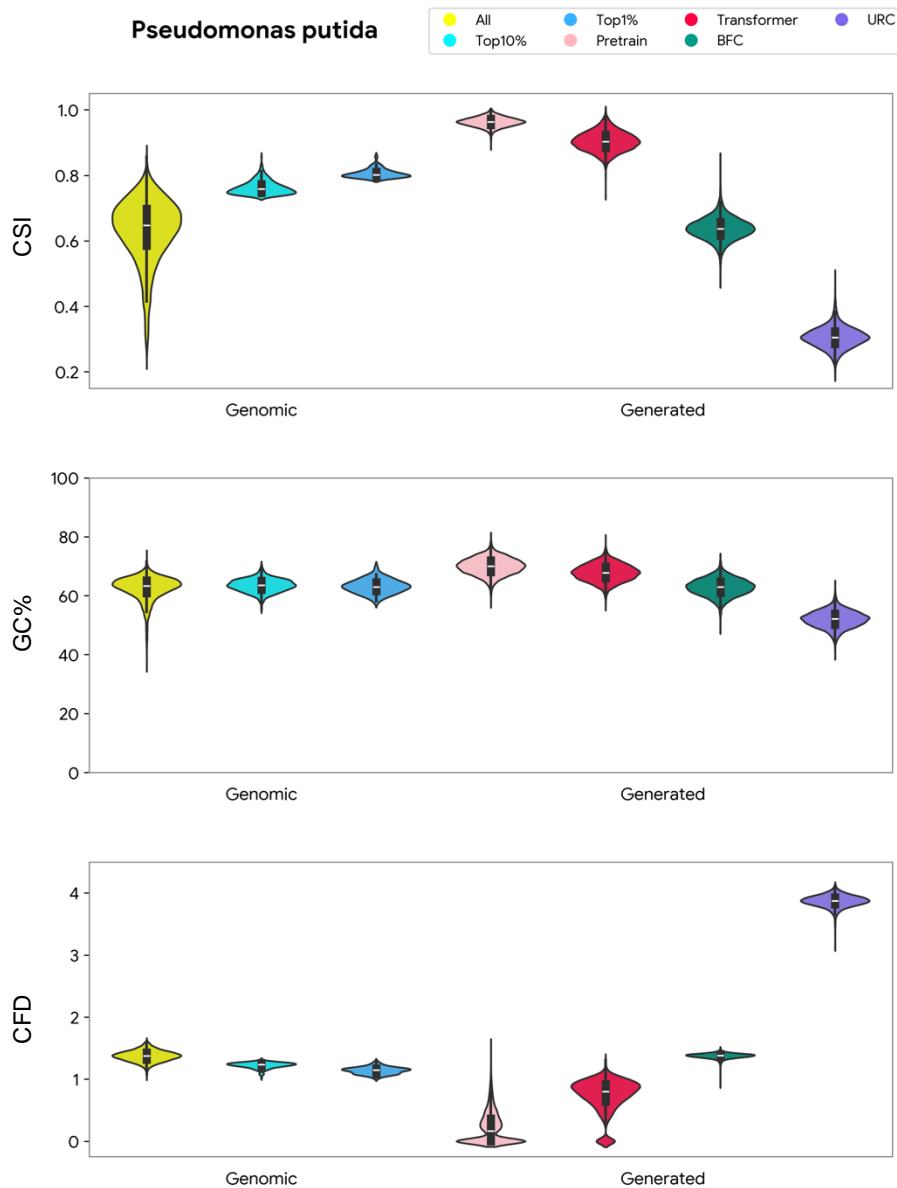 Pseudomonas putida
All Top1% Transformer URC
Top10% Pretrain BFC
CSI
1.0
0.8
0.6
0.4
0.2
Genomic Generated
GC%
100
80
60
40
20
0
Genomic Generated
CFD
4
3
2
1
0
Genomic Generated